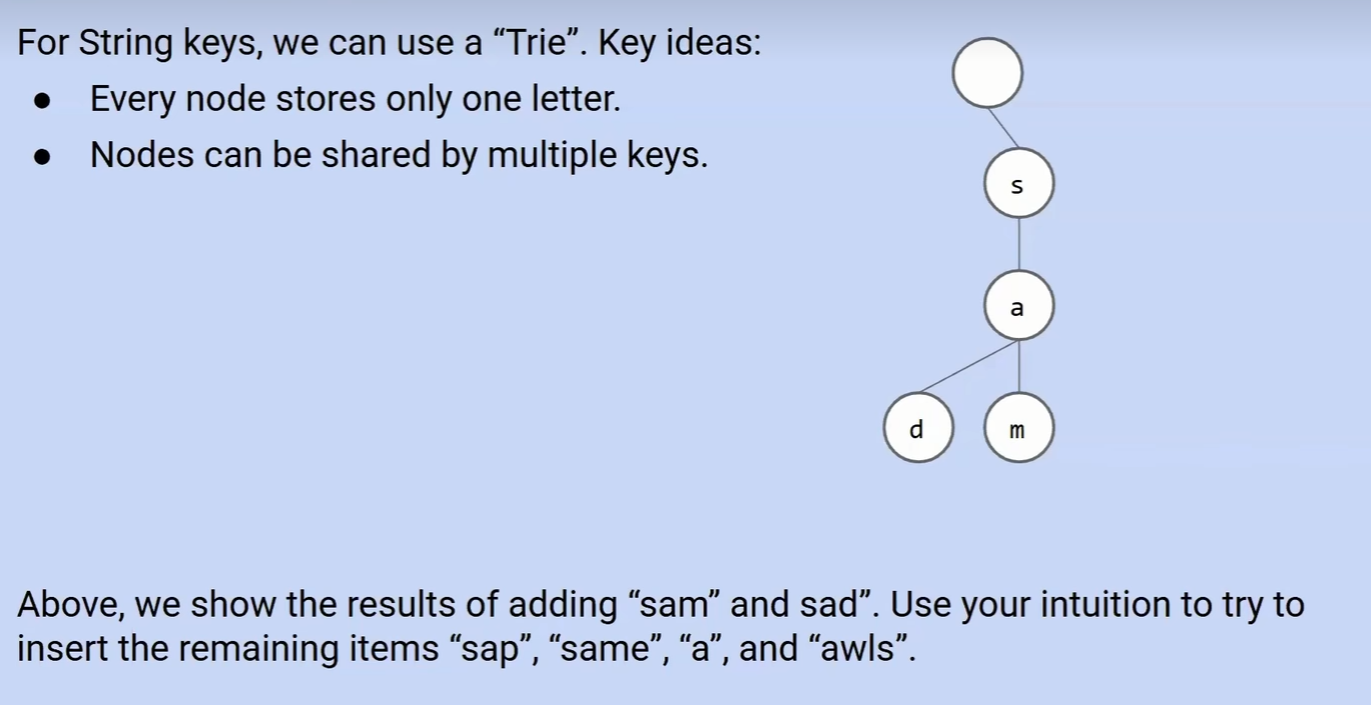 For String keys, we can use a “Trie”. Key ideas:
● Every node stores only one letter.
● Nodes can be shared by multiple keys.
s
a
d m
Above, we show the results of adding “sam” and sad”. Use your intuition to try to
insert the remaining items “sap”, “same”, “a”, and “awls”.